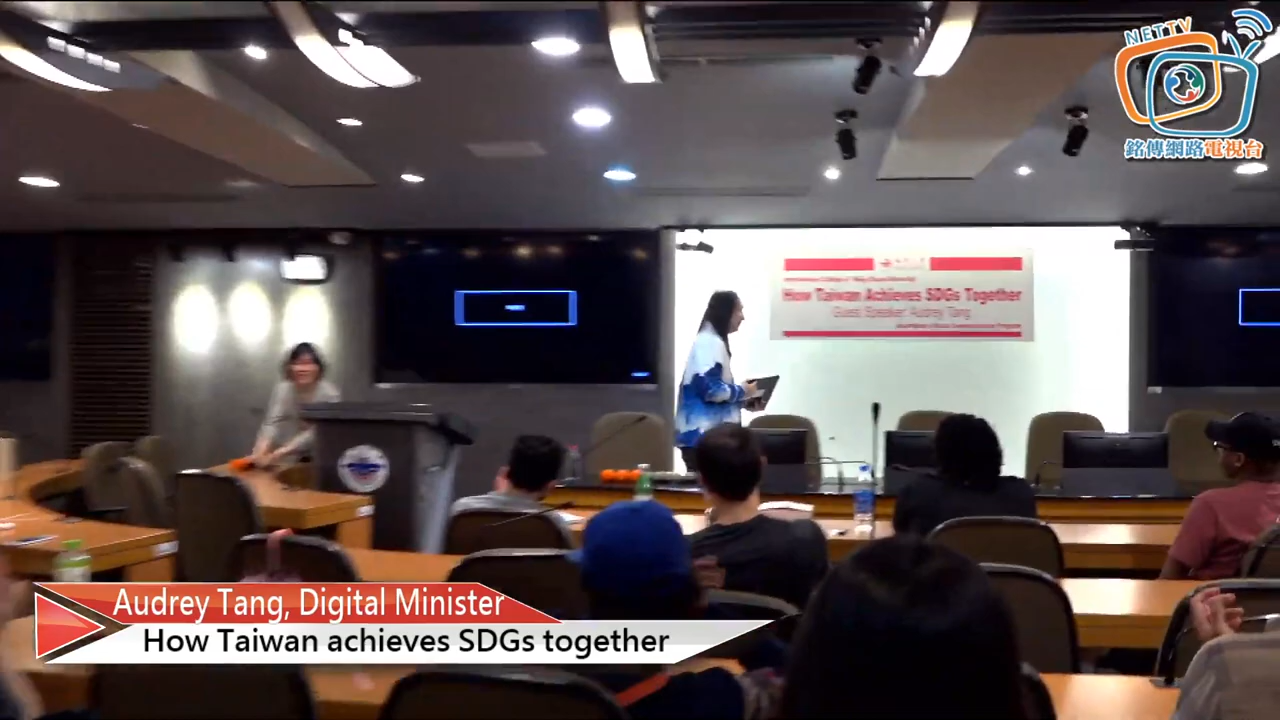 NETTV
銘傳網路電視台
How Taiwan Achieves SDGs Together
Guest Speaker Audrey Tang
Audrey Tang, Digital Minister
How Taiwan achieves SDGs together